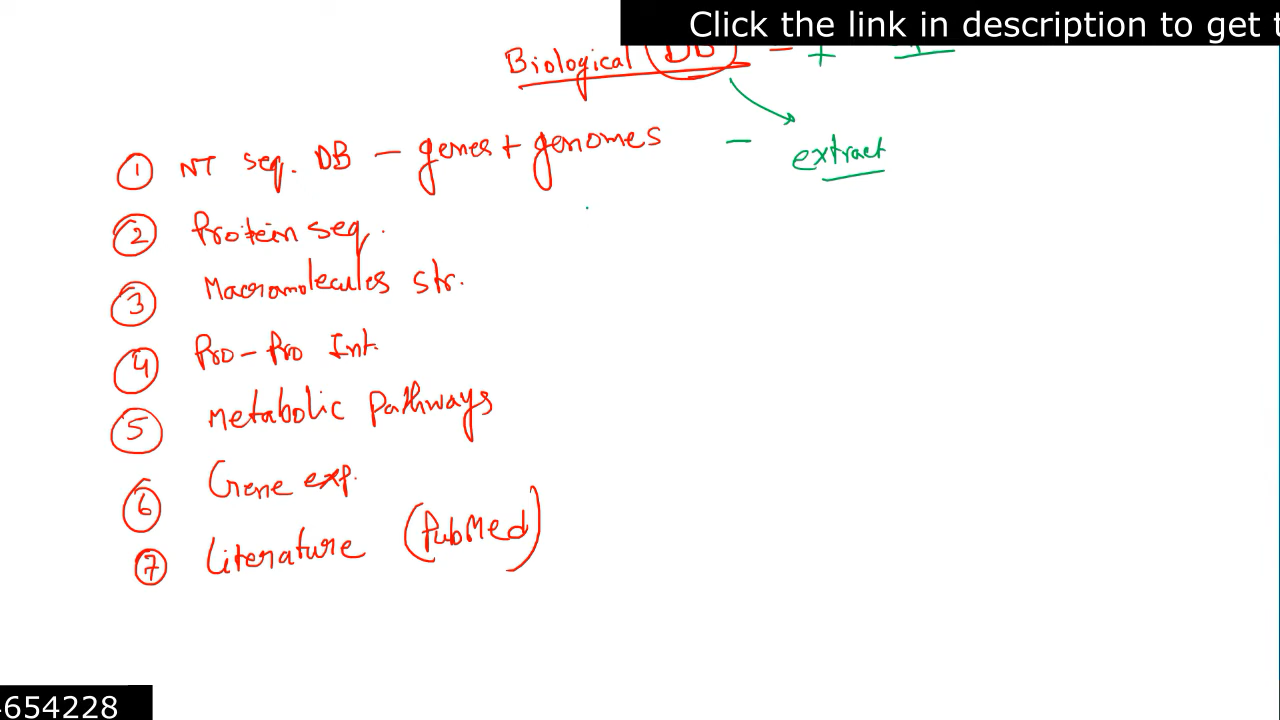 Click the link in description to get t
Biological DB - +
extract
① NT seq. DB - genes + genomes -
② Protein seq.
③ Macromolecules str.
④ Pro-Pro Int.
⑤ Metabolic Pathways
⑥ Gene exp.
⑦ Literature (PubMed)
654228